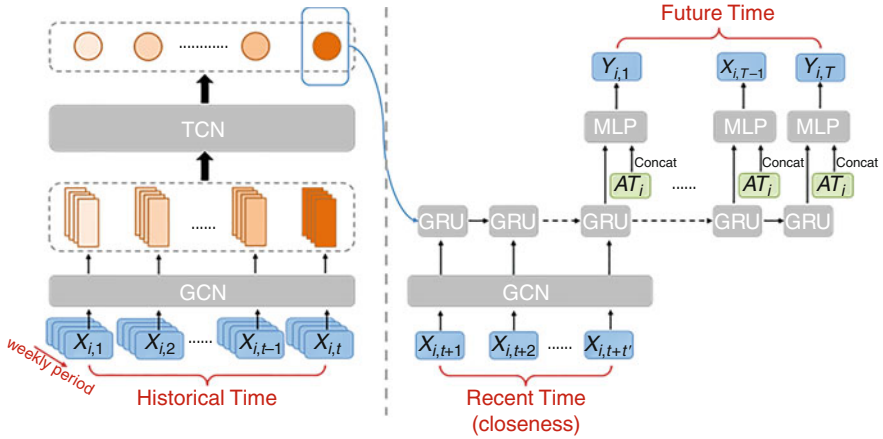 Future Time
Y_{i,1} X_{i,T−1} Y_{i,T}
MLP MLP MLP
Concat Concat Concat
AT_i ...... AT_i AT_i
GRU GRU GRU GRU GRU
GCN
X_{i,t+1} X_{i,t+2} ...... X_{i,t+t'}
Recent Time
(closeness)
............
TCN
......
GCN
X_{i,1} X_{i,2} ...... X_{i,t−1} X_{i,t}
weekly period
Historical Time